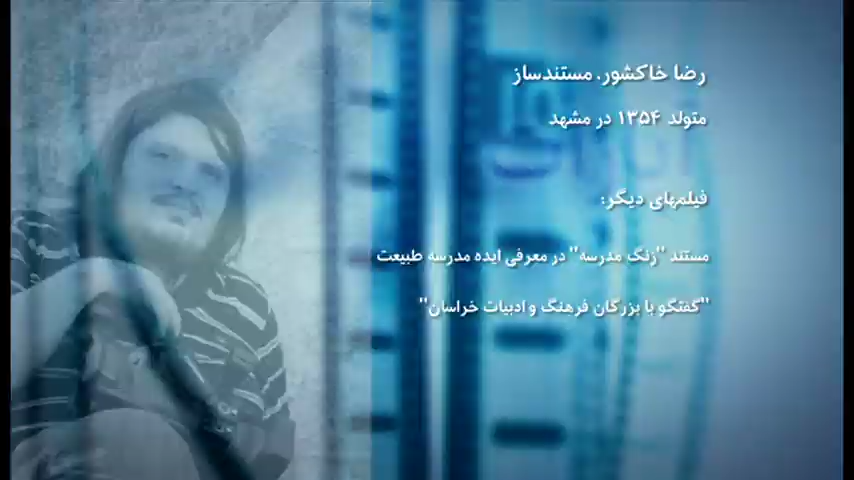 رضا خاکشور. مستندساز
متولد ۱۳۵۴ در مشهد
فیلمهای دیگر:
مستند "زنگ مدرسه" در معرفی ایده مدرسه طبیعت
"گفتگو با بزرگان فرهنگ و ادبیات خراسان"